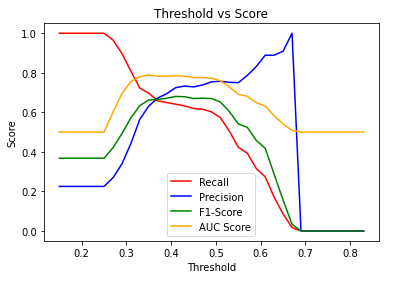 Threshold vs Score
1.0
0.8
0.6
0.4
0.2
0.0
Score
Recall
Precision
F1-Score
AUC Score
0.2 0.3 0.4 0.5 0.6 0.7 0.8
Threshold